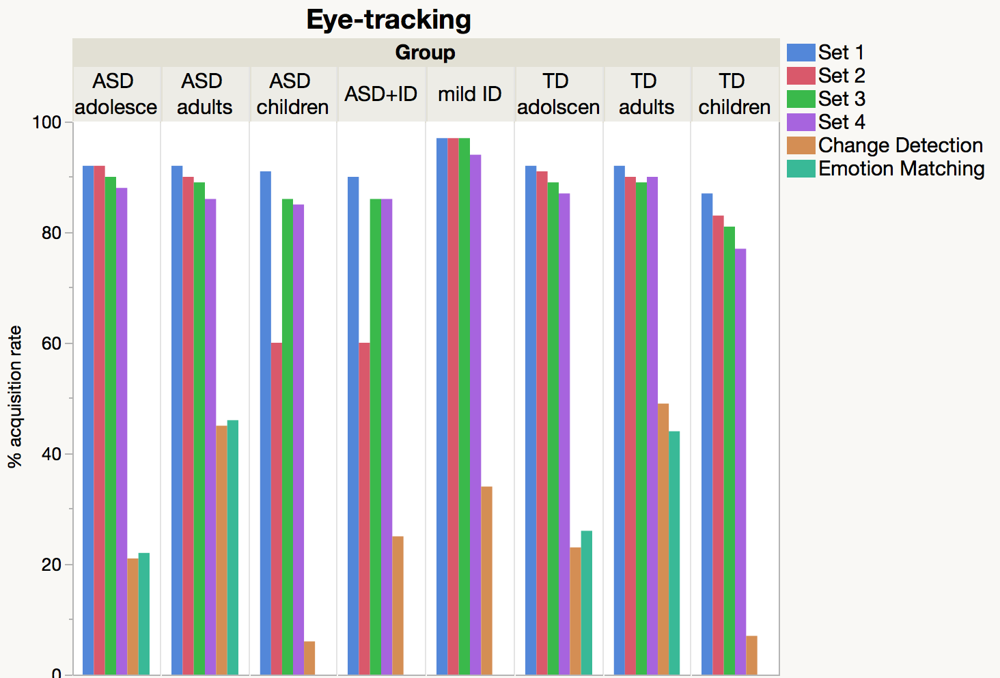 Eye-tracking
Group
ASD adolesce
ASD adults
ASD children
ASD+ID
mild ID
TD adolscen
TD adults
TD children
Set 1
Set 2
Set 3
Set 4
Change Detection
Emotion Matching
% acquisition rate
100
80
60
40
20
0